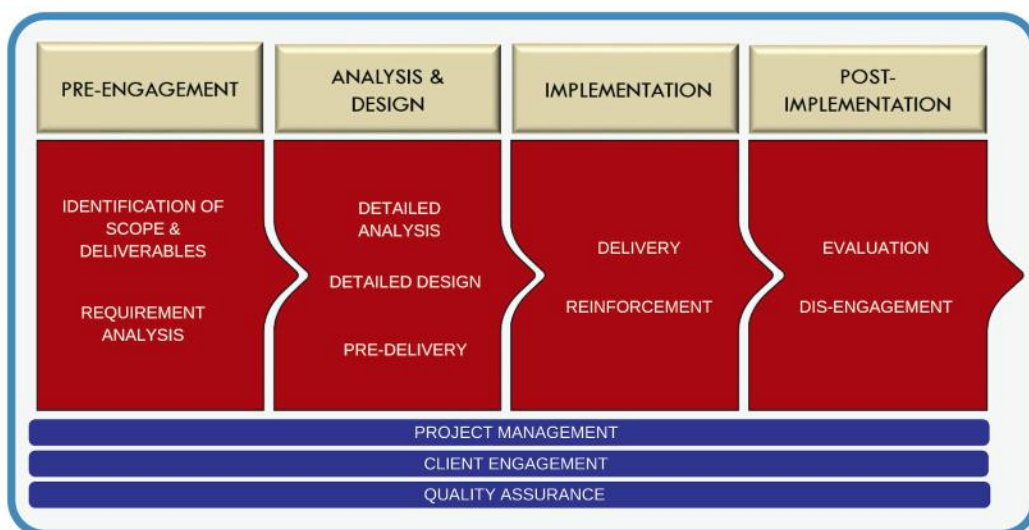 PRE-ENGAGEMENT
ANALYSIS &
DESIGN
IMPLEMENTATION
POST-
IMPLEMENTATION
IDENTIFICATION OF
SCOPE &
DELIVERABLES
REQUIREMENT
ANALYSIS
DETAILED
ANALYSIS
DETAILED DESIGN
PRE-DELIVERY
DELIVERY
REINFORCEMENT
EVALUATION
DIS-ENGAGEMENT
PROJECT MANAGEMENT
CLIENT ENGAGEMENT
QUALITY ASSURANCE